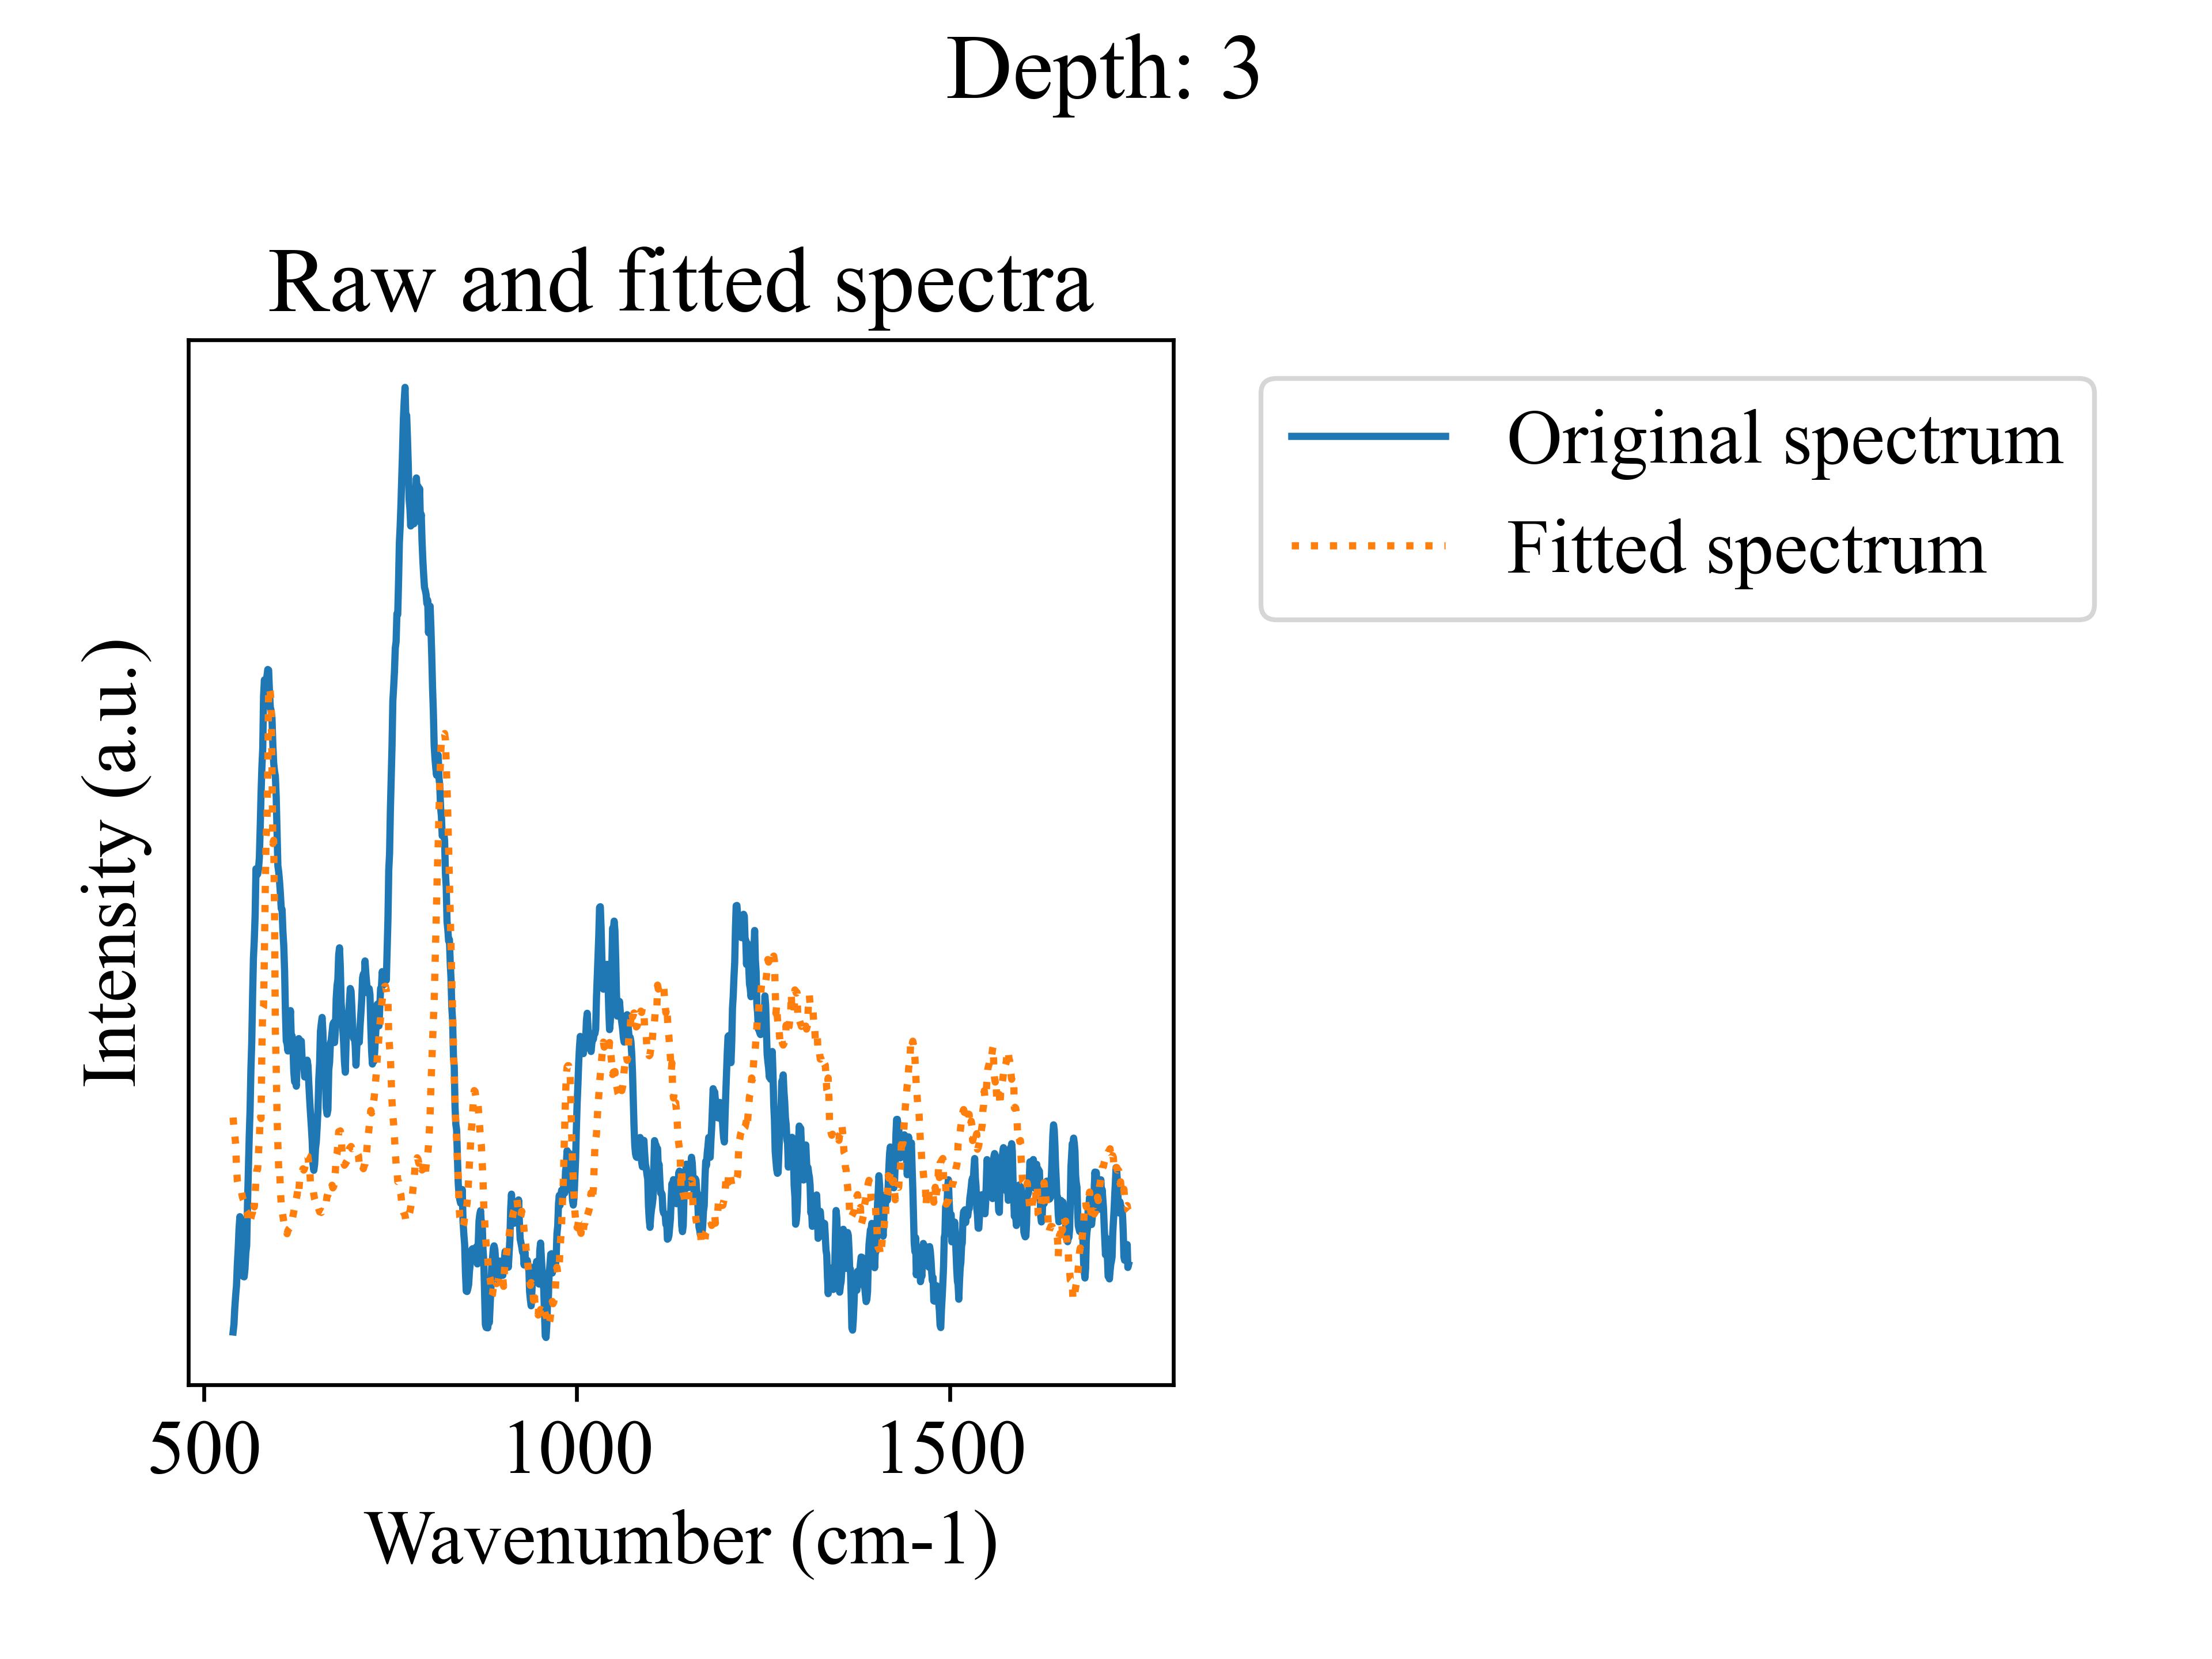 Depth: 3
Raw and fitted spectra
Original spectrum
Fitted spectrum
Intensity (a.u.)
500 1000 1500
Wavenumber (cm-1)